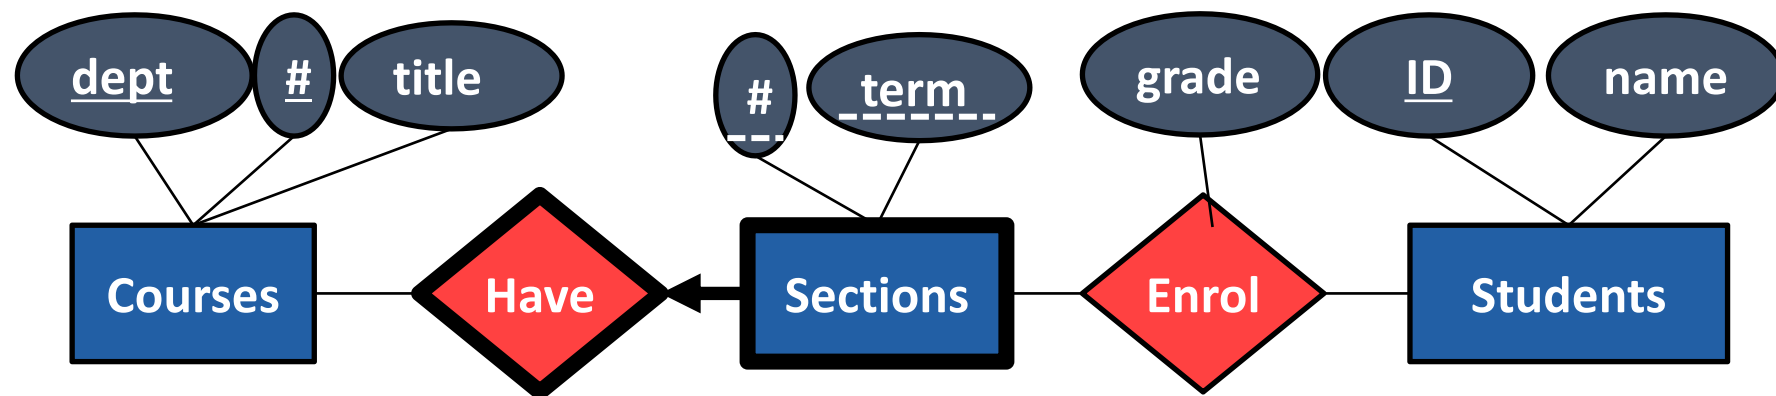 dept # title # term grade ID name
Courses Have Sections Enrol Students